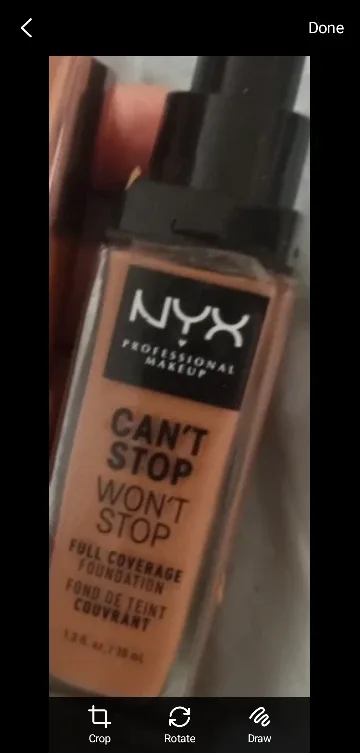 Done
NYX
PROFESSIONAL
MAKEUP
CAN'T
STOP
WON'T
STOP
FULL COVERAGE
FOUNDATION
FOND DE TEINT
COUVRANT
1.0 fl. oz. / 30 mL
Crop Rotate Draw